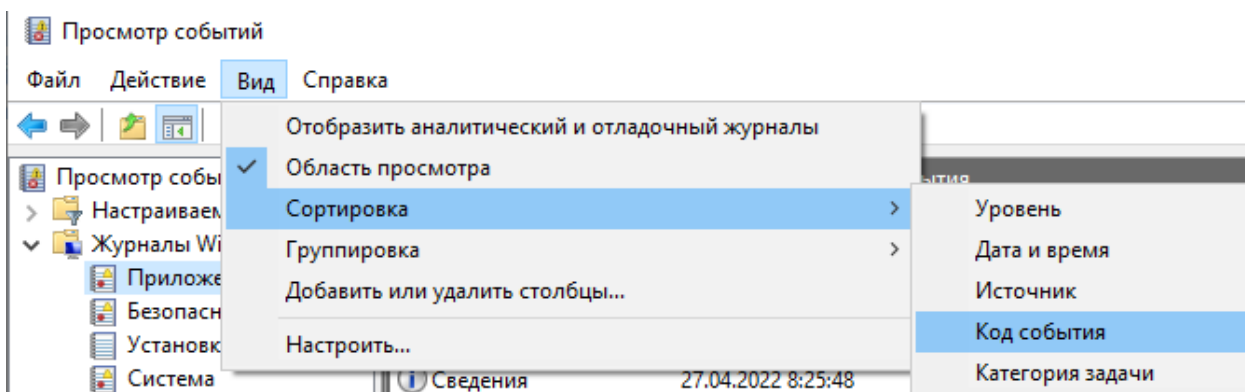 Просмотр событий
Файл Действие Вид Справка
Отобразить аналитический и отладочный журналы
Область просмотра
Сортировка
Группировка
Добавить или удалить столбцы...
Настроить...
Просмотр собы
Настраиваем
Журналы Wi
Приложе
Безопасн
Установк
Система
Сведения 27.04.2022 8:25:48
Уровень
Дата и время
Источник
Код события
Категория задачи